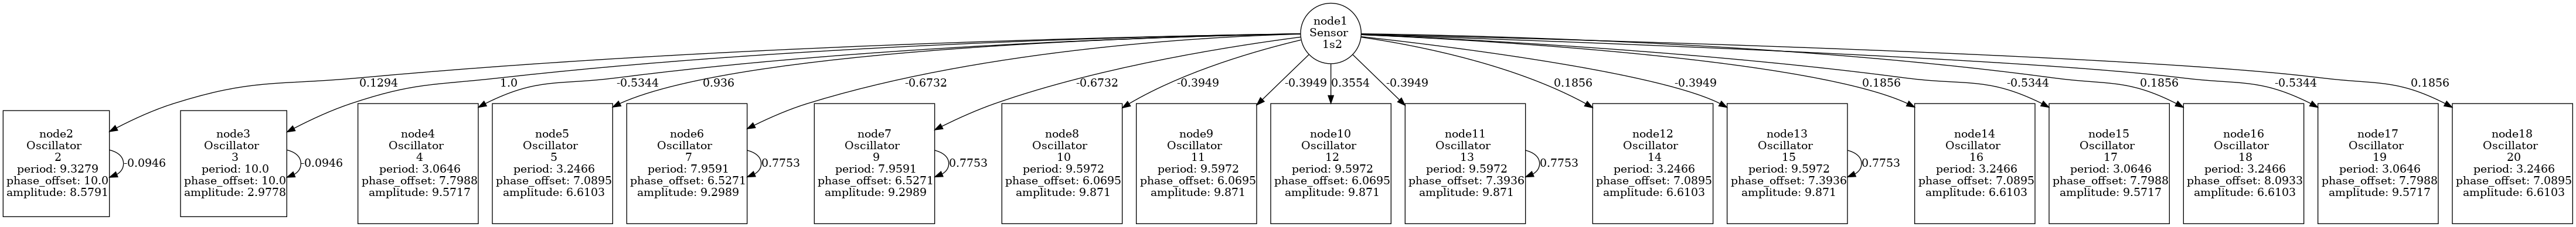 node1
Sensor
1s2
0.1294
1.0
-0.5344
0.936
-0.6732
-0.6732
-0.3949
-0.3949
0.3554
-0.3949
0.1856
-0.3949
0.1856
-0.5344
0.1856
-0.5344
0.1856
node2
Oscillator
2
period: 9.3279
phase_offset: 10.0
amplitude: 8.5791
-0.0946
node3
Oscillator
3
period: 10.0
phase_offset: 10.0
amplitude: 2.9778
-0.0946
node4
Oscillator
4
period: 3.0646
phase_offset: 7.7988
amplitude: 9.5717
node5
Oscillator
5
period: 3.2466
phase_offset: 7.0895
amplitude: 6.6103
node6
Oscillator
7
period: 7.9591
phase_offset: 6.5271
amplitude: 9.2989
0.7753
node7
Oscillator
9
period: 7.9591
phase_offset: 6.5271
amplitude: 9.2989
0.7753
node8
Oscillator
10
period: 9.5972
phase_offset: 6.0695
amplitude: 9.871
node9
Oscillator
11
period: 9.5972
phase_offset: 6.0695
amplitude: 9.871
node10
Oscillator
12
period: 9.5972
phase_offset: 6.0695
amplitude: 9.871
node11
Oscillator
13
period: 9.5972
phase_offset: 7.3936
amplitude: 9.871
0.7753
node12
Oscillator
14
period: 3.2466
phase_offset: 7.0895
amplitude: 6.6103
node13
Oscillator
15
period: 9.5972
phase_offset: 7.3936
amplitude: 9.871
0.7753
node14
Oscillator
16
period: 3.2466
phase_offset: 7.0895
amplitude: 6.6103
node15
Oscillator
17
period: 3.0646
phase_offset: 7.7988
amplitude: 9.5717
node16
Oscillator
18
period: 3.2466
phase_offset: 8.0933
amplitude: 6.6103
node17
Oscillator
19
period: 3.0646
phase_offset: 7.7988
amplitude: 9.5717
node18
Oscillator
20
period: 3.2466
phase_offset: 7.0895
amplitude: 6.6103